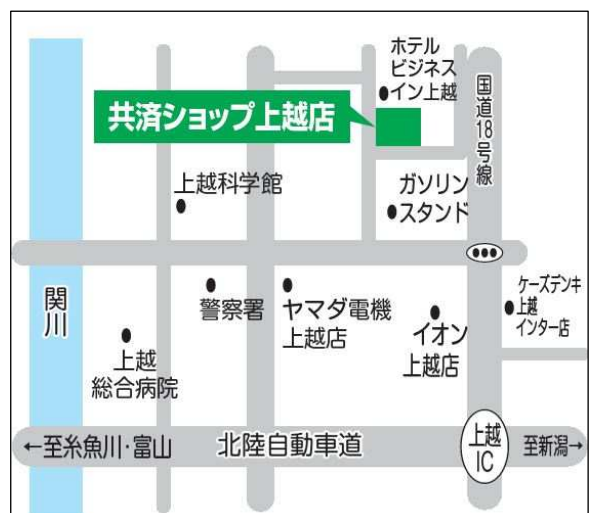 ホテル
ビジネス
イン上越
国道18号線
共済ショップ上越店
上越科学館
ガソリン
スタンド
関川
警察署
ヤマダ電機
上越店
イオン
上越店
ケーズデンキ
上越
インター店
上越
総合病院
←至糸魚川・富山
北陸自動車道
上越
IC
至新潟→